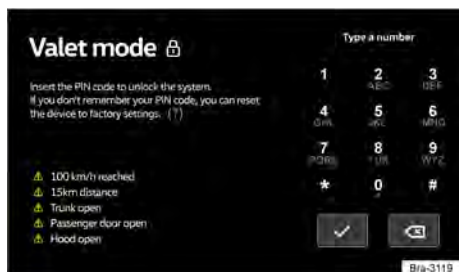 Valet mode
Type a number
Insert the PIN code to unlock the system.
If you don't remember your PIN code, you can reset
the device to factory settings. (?)
1 2 3
ABC DEF
4 5 6
GHI JKL MNO
7 8 9
PQRS TUV WYZ
* 0 #
100 km/h reached
15km distance
Trunk open
Passenger door open
Hood open
Bra-3119